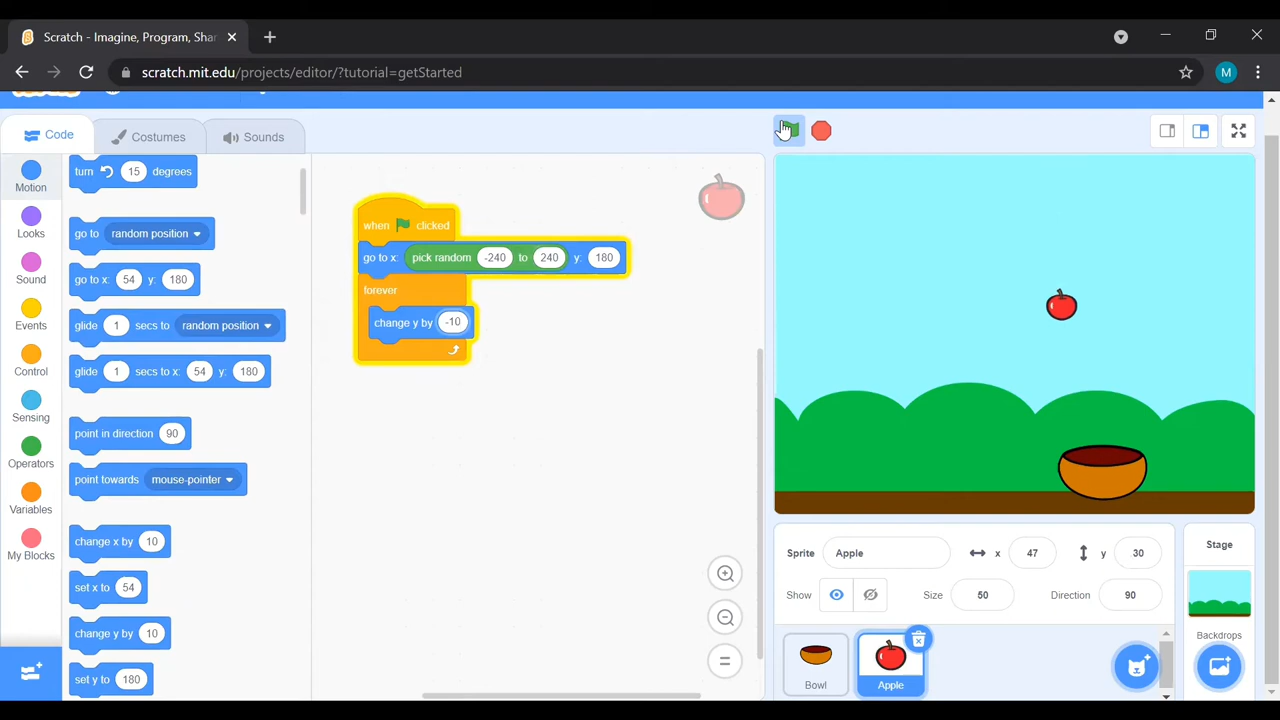 Scratch - Imagine, Program, Shar
scratch.mit.edu/projects/editor/?tutorial=getStarted
M
Code
Costumes
Sounds
Motion
Looks
Sound
Events
Control
Sensing
Operators
Variables
My Blocks
turn 15 degrees
go to random position
go to x: 54 y: 180
glide 1 secs to random position
glide 1 secs to x: 54 y: 180
point in direction 90
point towards mouse-pointer
change x by 10
set x to 54
change y by 10
set y to 180
when clicked
go to x: pick random -240 to 240 y: 180
forever
change y by -10
Sprite Apple x 47 y 30
Show Size 50 Direction 90
Bowl
Apple
Stage
Backdrops